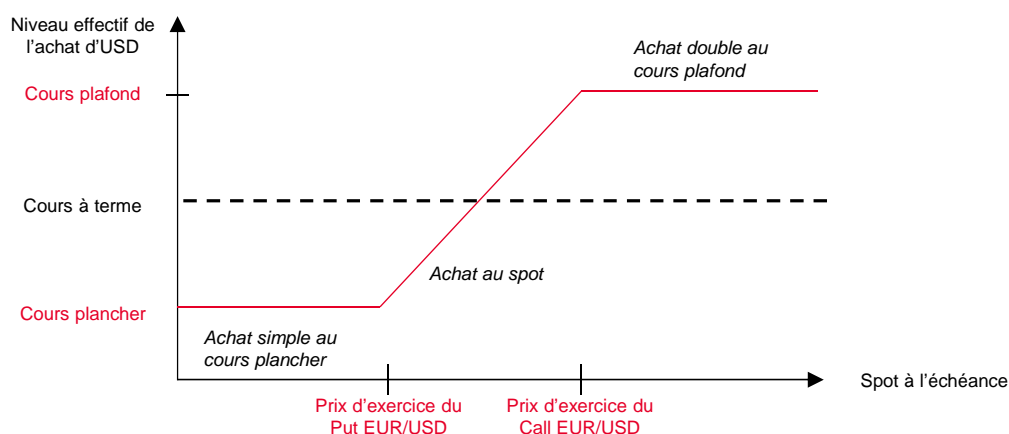 Niveau effectif de
l'achat d'USD
Achat double au
cours plafond
Cours plafond
Cours à terme
Achat au spot
Cours plancher
Achat simple au
cours plancher
Spot à l'échéance
Prix d'exercice du
Put EUR/USD
Prix d'exercice du
Call EUR/USD